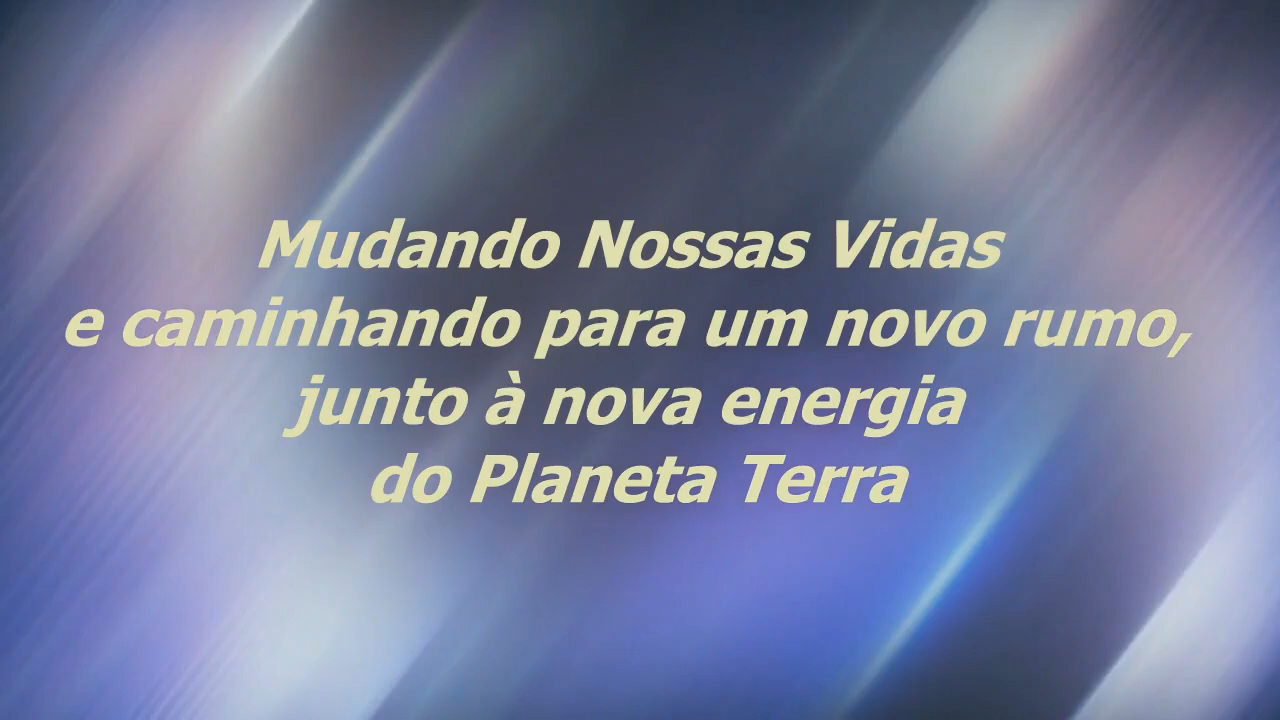 Mudando Nossas Vidas
e caminhando para um novo rumo,
junto à nova energia
do Planeta Terra